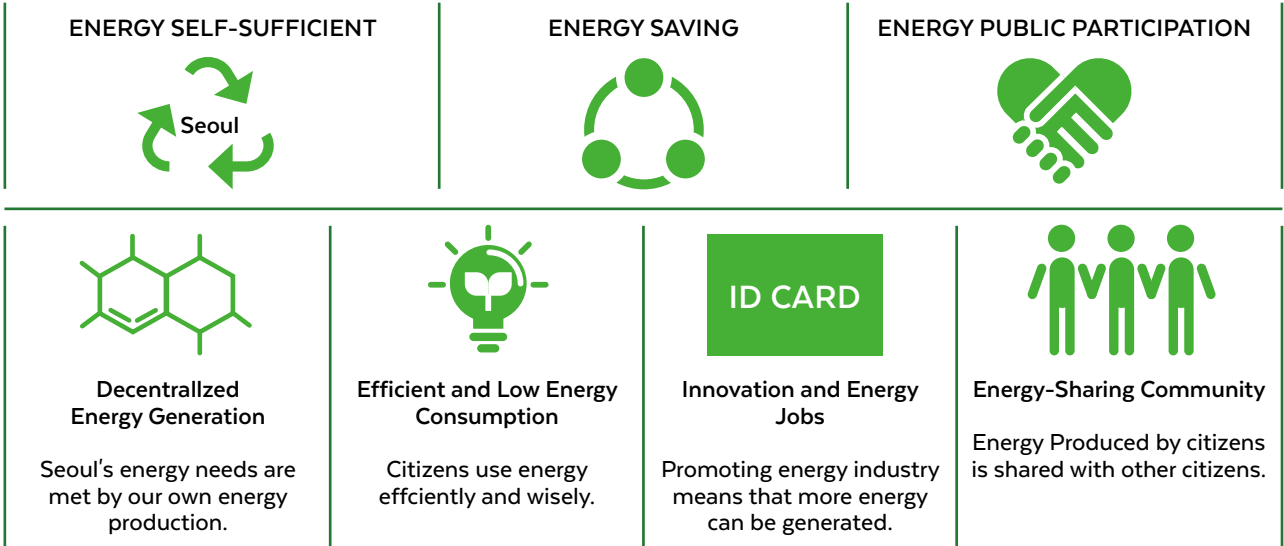 ENERGY SELF-SUFFICIENT
Seoul
ENERGY SAVING
ENERGY PUBLIC PARTICIPATION
Decentrallzed
Energy Generation
Seoul's energy needs are
met by our own energy
production.
Efficient and Low Energy
Consumption
Citizens use energy
effciently and wisely.
ID CARD
Innovation and Energy
Jobs
Promoting energy industry
means that more energy
can be generated.
Energy-Sharing Community
Energy Produced by citizens
is shared with other citizens.